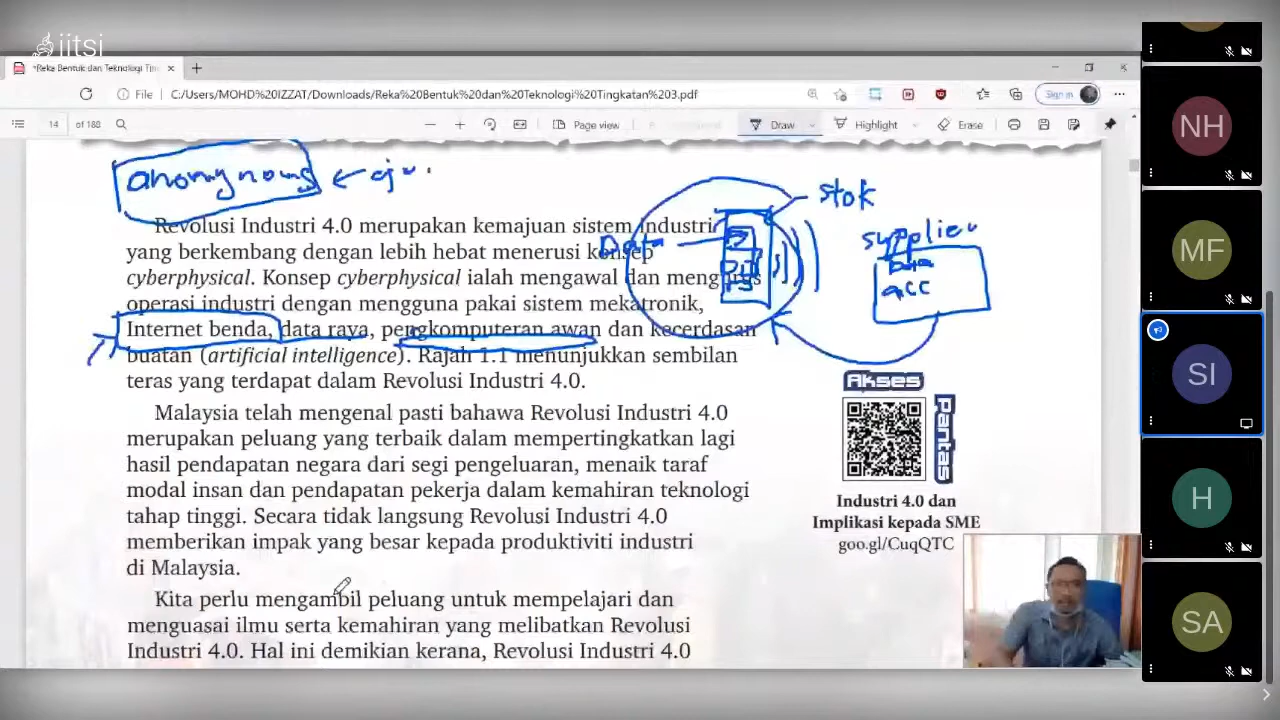 jitsi
*Reka Bentuk dan Teknologi Tin
File
C:/Users/MOHD%20IZZAT/Downloads/Reka%20Bentuk%20dan%20Teknologi%20Tingkatan%203.pdf
Sign in
14 of 188
Page view
Draw
Highlight
Erase
anonymous
Revolusi Industri 4.0 merupakan kemajuan sistem industri
yang berkembang dengan lebih hebat menerusi konsep
cyberphysical. Konsep cyberphysical ialah mengawal dan mengurus
operasi industri dengan mengguna pakai sistem mekatronik,
Internet benda, data raya, pengkomputeran awan dan kecerdasan
buatan (artificial intelligence). Rajah 1.1 menunjukkan sembilan
teras yang terdapat dalam Revolusi Industri 4.0.
Malaysia telah mengenal pasti bahawa Revolusi Industri 4.0
merupakan peluang yang terbaik dalam mempertingkatkan lagi
hasil pendapatan negara dari segi pengeluaran, menaik taraf
modal insan dan pendapatan pekerja dalam kemahiran teknologi
tahap tinggi. Secara tidak langsung Revolusi Industri 4.0
memberikan impak yang besar kepada produktiviti industri
di Malaysia.
Kita perlu mengambil peluang untuk mempelajari dan
menguasai ilmu serta kemahiran yang melibatkan Revolusi
Industri 4.0. Hal ini demikian kerana, Revolusi Industri 4.0
Data
stok
supplier
acc
Akses
Pantas
Industri 4.0 dan
Implikasi kepada SME
goo.gl/CuqQTC
NH
MF
SI
H
SA